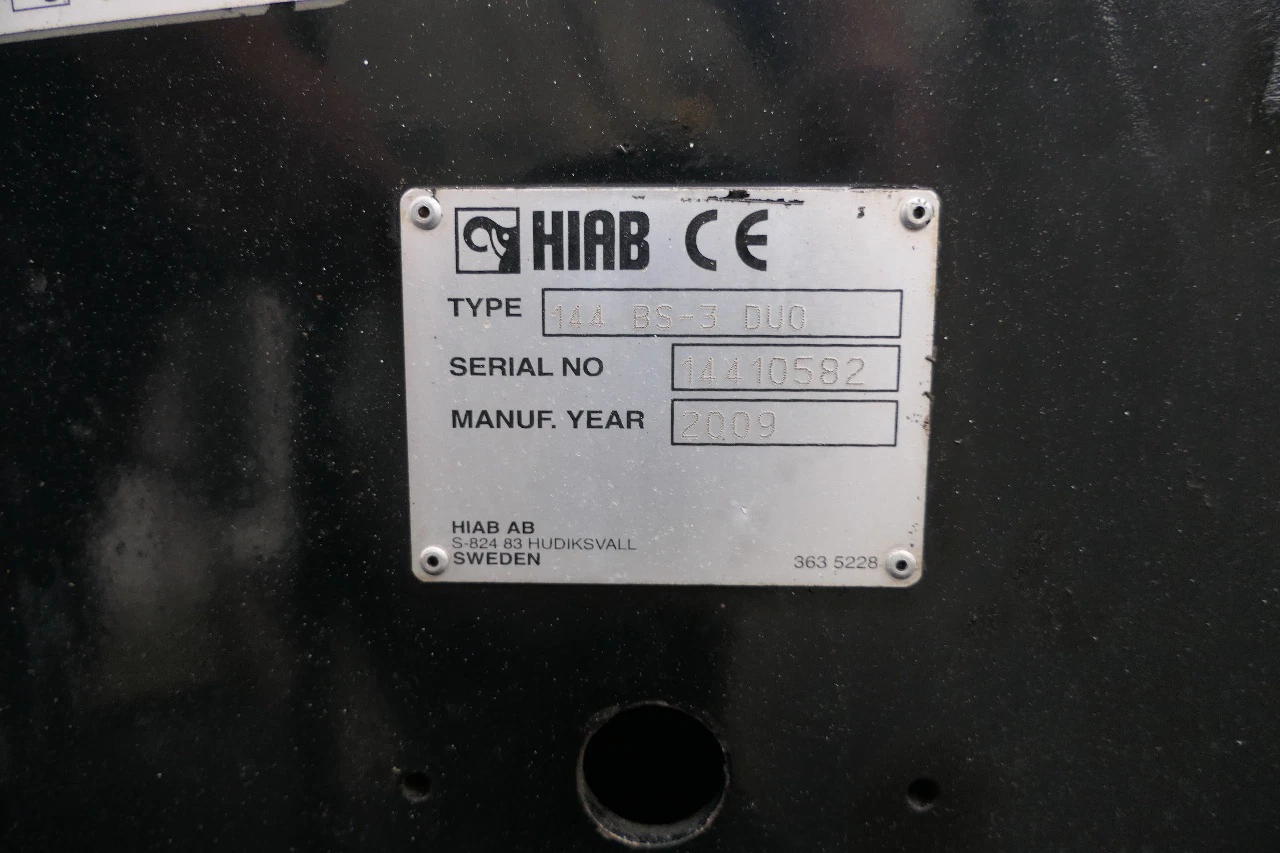 HIAB CE
TYPE 144 BS-3 DUO
SERIAL NO 14410582
MANUF. YEAR 2009
HIAB AB
S-824 83 HUDIKSVALL
SWEDEN 363 5228